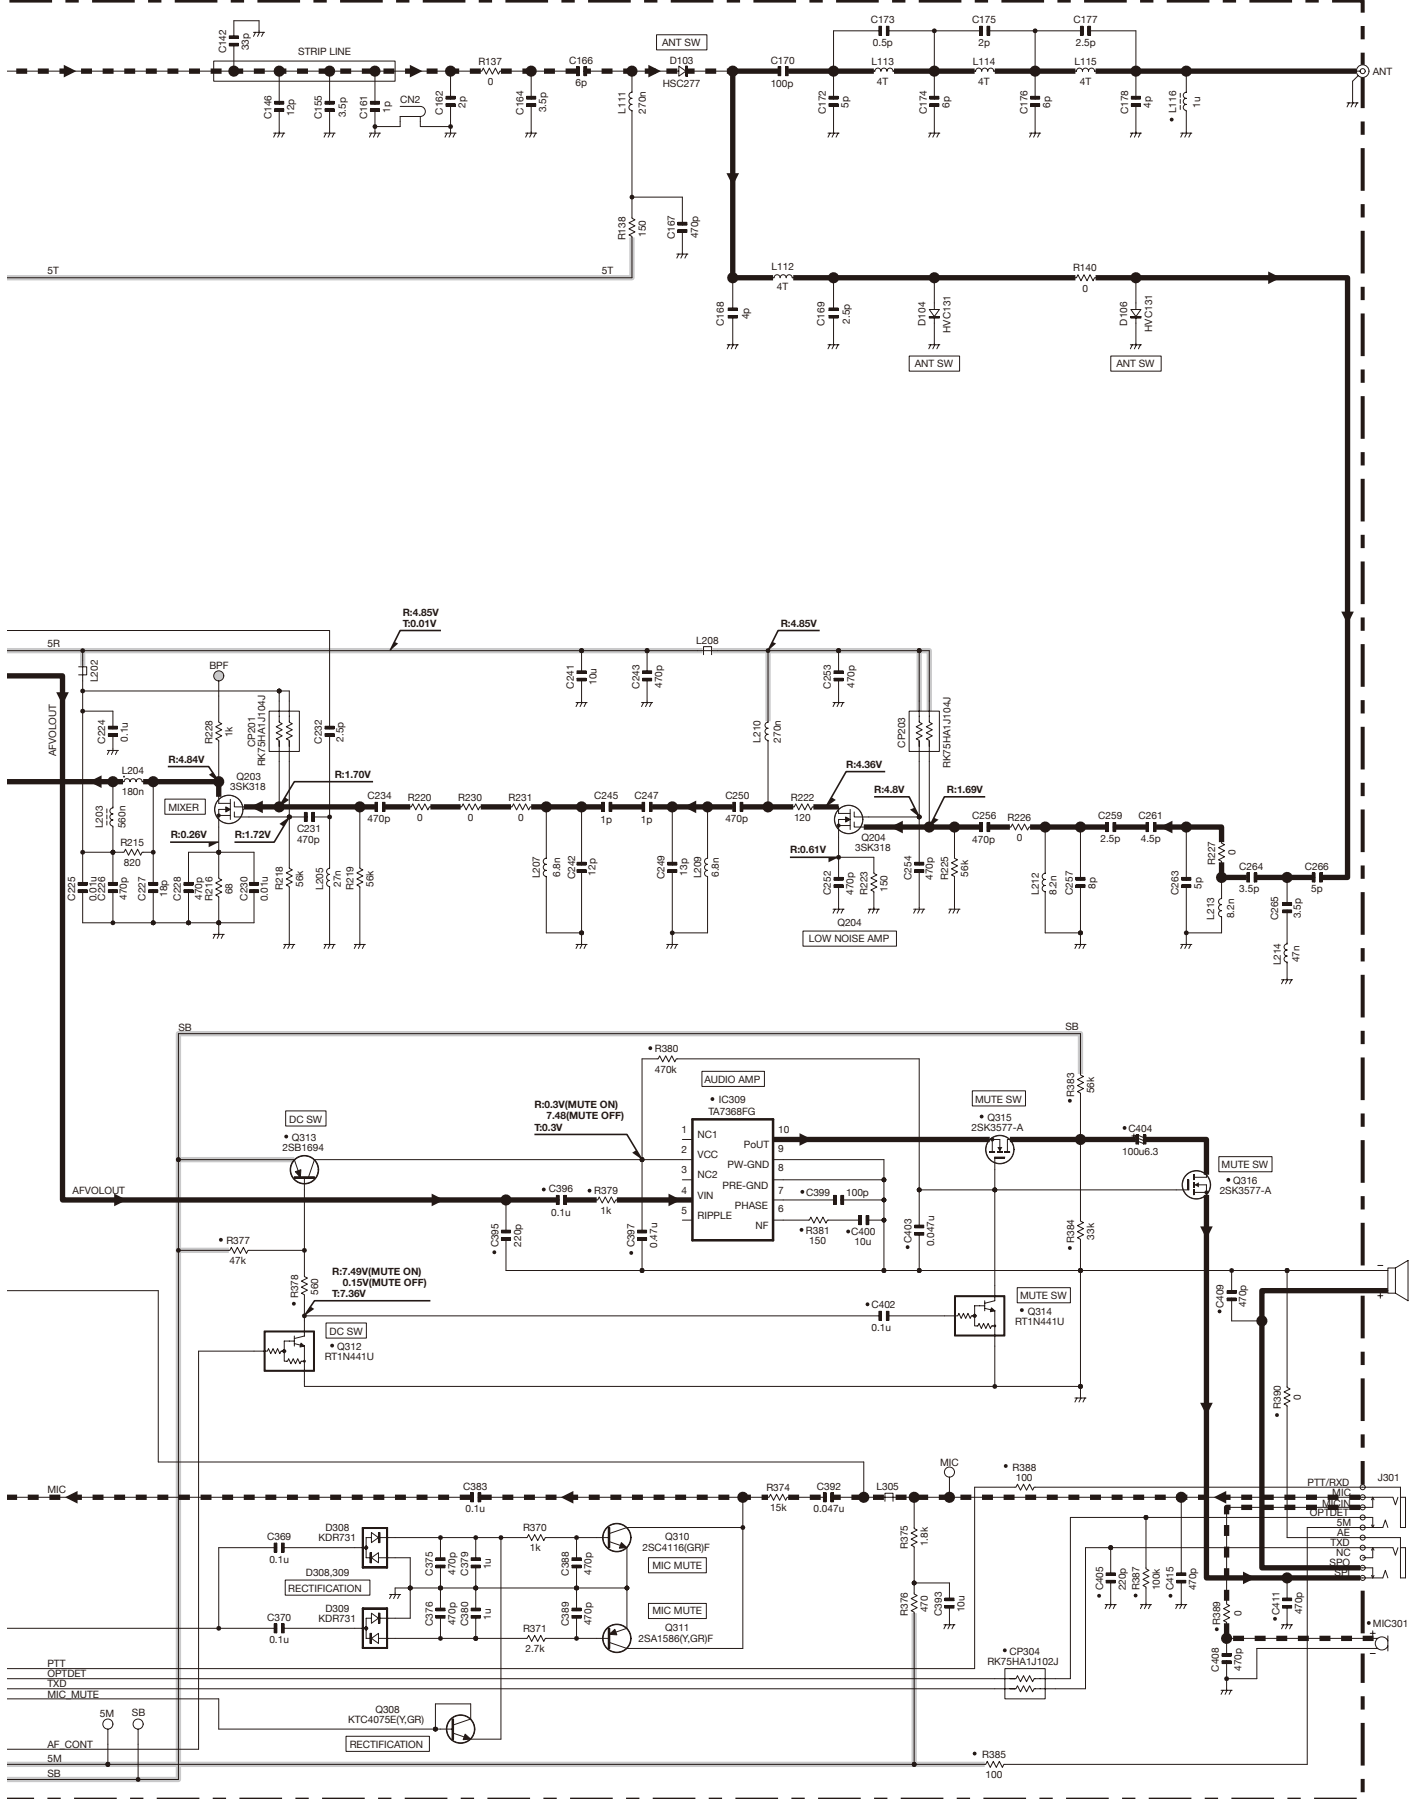 C142
33p
STRIP LINE
C146
12p
C155
3.5p
C161
1p
CN2
C162
2p
R137
0
C164
3.5p
C166
6p
L111
270n
ANT SW
D103
HSC277
C170
100p
C173
0.5p
C175
2p
C177
2.5p
L113
4T
L114
4T
L115
4T
C172
5p
C174
6p
C176
6p
C178
4p
• L116
1u
ANT
R138
150
C167
470p
5T
5T
L112
4T
R140
0
C168
4p
C169
2.5p
D104
HVC131
D106
HVC131
ANT SW
ANT SW
R:4.85V
T:0.01V
R:4.85V
5R
L202
BPF
L208
C241
10u
C243
470p
C253
470p
AFVOLOUT
C224
0.1u
R228
1k
CP201
RK75HA1J104J
C232
2.5p
L210
270n
CP203
RK75HA1J104J
R:4.84V
L204
180n
Q203
3SK318
R:1.70V
R:4.36V
R:4.8V
R:1.69V
MIXER
L203
560n
C234
470p
R220
0
R230
0
R231
0
C245
1p
C247
1p
C250
470p
R222
120
Q204
3SK318
C256
470p
R226
0
C259
2.5p
C261
4.5p
R:0.26V
R:1.72V
C231
470p
R215
820
R:0.61V
R227
0
C225
0.01u
C226
470p
C227
18p
C228
470p
R216
68
C230
0.01u
R218
56k
L205
27n
R219
56k
L207
6.8n
C242
12p
C249
13p
L209
6.8n
C252
470p
R223
150
C254
470p
R225
56k
L212
8.2n
C257
8p
C263
5p
L213
8.2n
C264
3.5p
C266
5p
C265
3.5p
L214
47n
Q204
LOW NOISE AMP
SB
SB
• R380
470k
AUDIO AMP
• IC309
TA7368FG
• R383
56k
MUTE SW
• Q315
2SK3577-A
R:0.3V(MUTE ON)
7.48(MUTE OFF)
T:0.3V
DC SW
• Q313
2SB1694
1
NC1
2
VCC
3
NC2
4
VIN
5
RIPPLE
10
PoUT
9
PW-GND
8
PRE-GND
7
PHASE
6
NF
• C404
100u6.3
MUTE SW
• Q316
2SK3577-A
AFVOLOUT
• C396
0.1u
• R379
1k
• C399
100p
• R381
150
• C400
10u
• C403
0.047u
• R384
33k
• C395
220p
• C397
0.47u
• R377
47k
• R378
560
R:7.49V(MUTE ON)
0.15V(MUTE OFF)
T:7.36V
DC SW
• Q312
RT1N441U
• C402
0.1u
MUTE SW
• Q314
RT1N441U
• C409
470p
−
+
• R390
0
MIC
C383
0.1u
R374
15k
C392
0.047u
L305
MIC
• R388
100
PTT/RXD
MIC
MICIN
OPTDET
5M
AE
TXD
NC
SPO
SPI
J301
C369
0.1u
D308
KDR731
D308,309
RECTIFICATION
D309
KDR731
C370
0.1u
C375
470p
C379
1u
C376
470p
C380
1u
R370
1k
R371
2.7k
C388
470p
C389
470p
Q310
2SC4116(GR)F
MIC MUTE
MIC MUTE
Q311
2SA1586(Y,GR)F
R375
1.8k
R376
470
C393
10u
• C405
220p
• R387
100k
• C415
470p
• R389
0
• C411
470p
C408
470p
• MIC301
+
−
• CP304
RK75HA1J102J
PTT
OPTDET
TXD
MIC MUTE
5M
SB
Q308
KTC4075E(Y,GR)
RECTIFICATION
AF_CONT
5M
SB
• R385
100